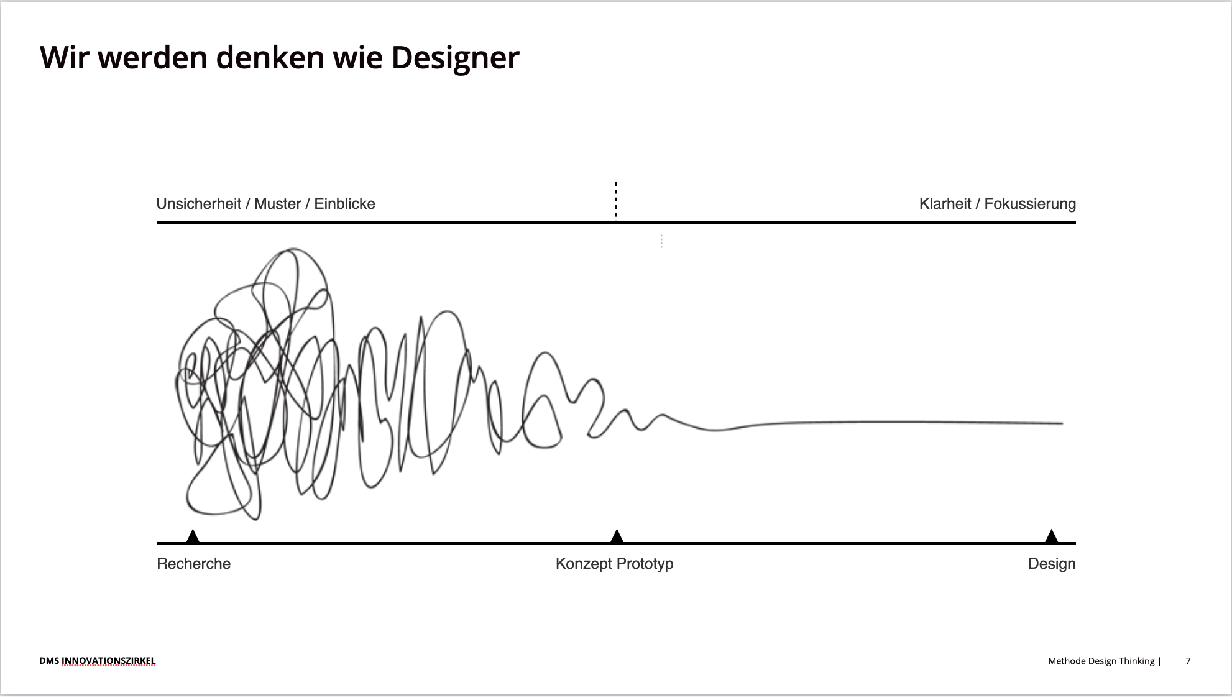 Wir werden denken wie Designer
Unsicherheit / Muster / Einblicke
Klarheit / Fokussierung
Recherche
Konzept Prototyp
Design
DMS INNOVATIONSZIRKEL
Methode Design Thinking |
7